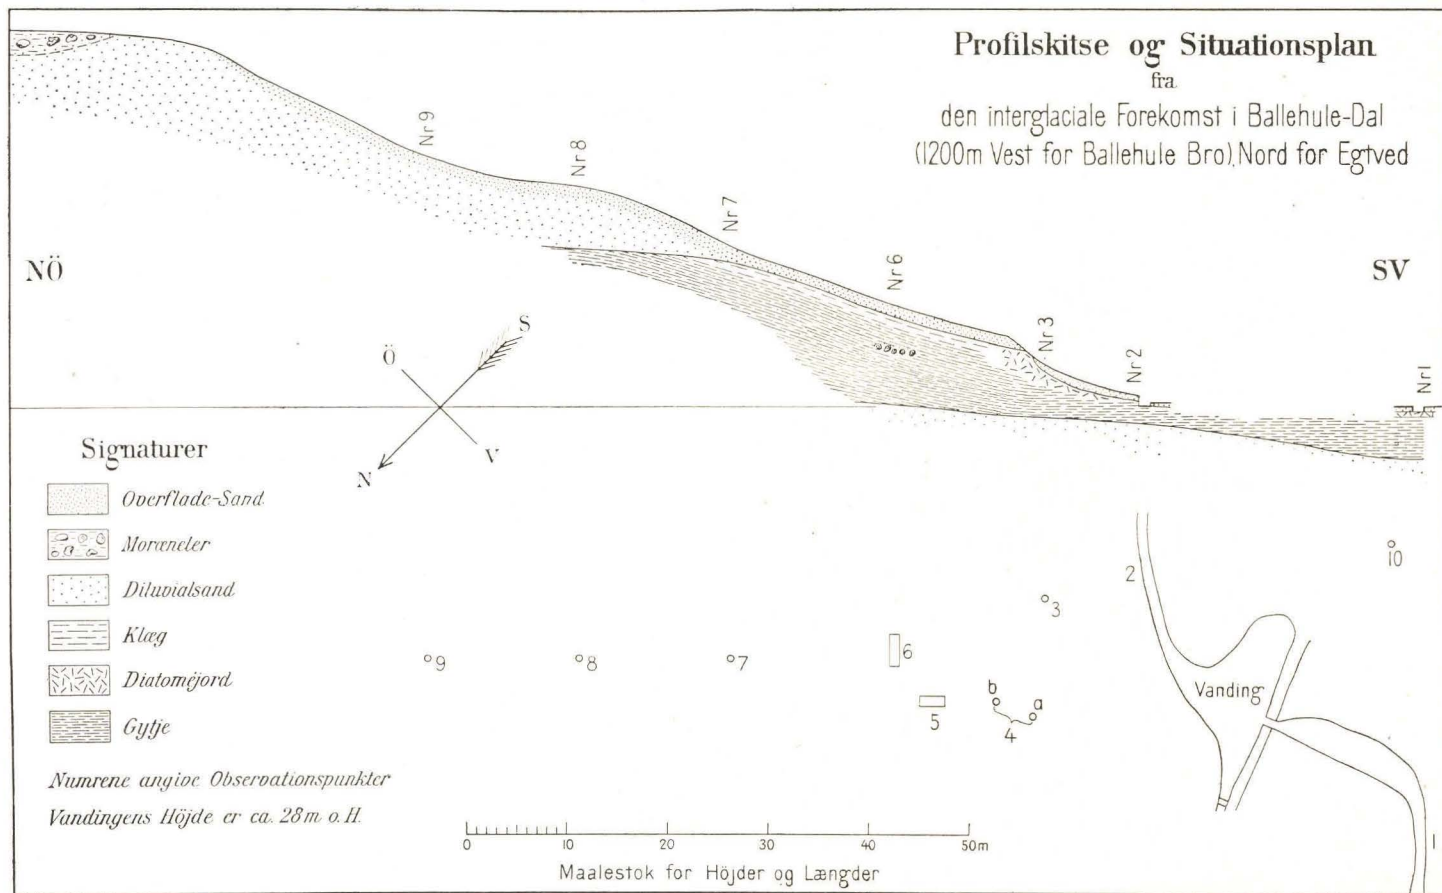 Profilskitse og Situationsplan
fra
den interglaciale Forekomst i Ballehule-Dal
(1200m Vest for Ballehule Bro), Nord for Egtved
Nr 9
Nr 8
Nr 7
Nr 6
Nr 3
Nr 2
Nr 1
NÖ
SV
Ö
S
N
V
Signaturer
Overflade-Sand
Moræneler
Diluvialsand
Klæg
Diatoméjord
Gytje
Numrene angive Observationspunkter
Vandingens Höjde er ca. 28 m o. H.
9
8
7
6
5
b
a
4
3
2
10
Vanding
1
0 10 20 30 40 50m
Maalestok for Höjder og Længder